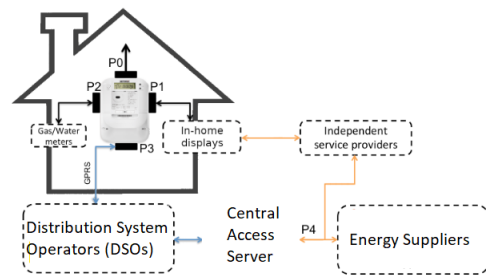 P0
P2
P1
Gas/Water
meters
In-home
displays
Independent
service providers
P3
GPRS
Distribution System
Operators (DSOs)
Central
Access
Server
P4
Energy Suppliers